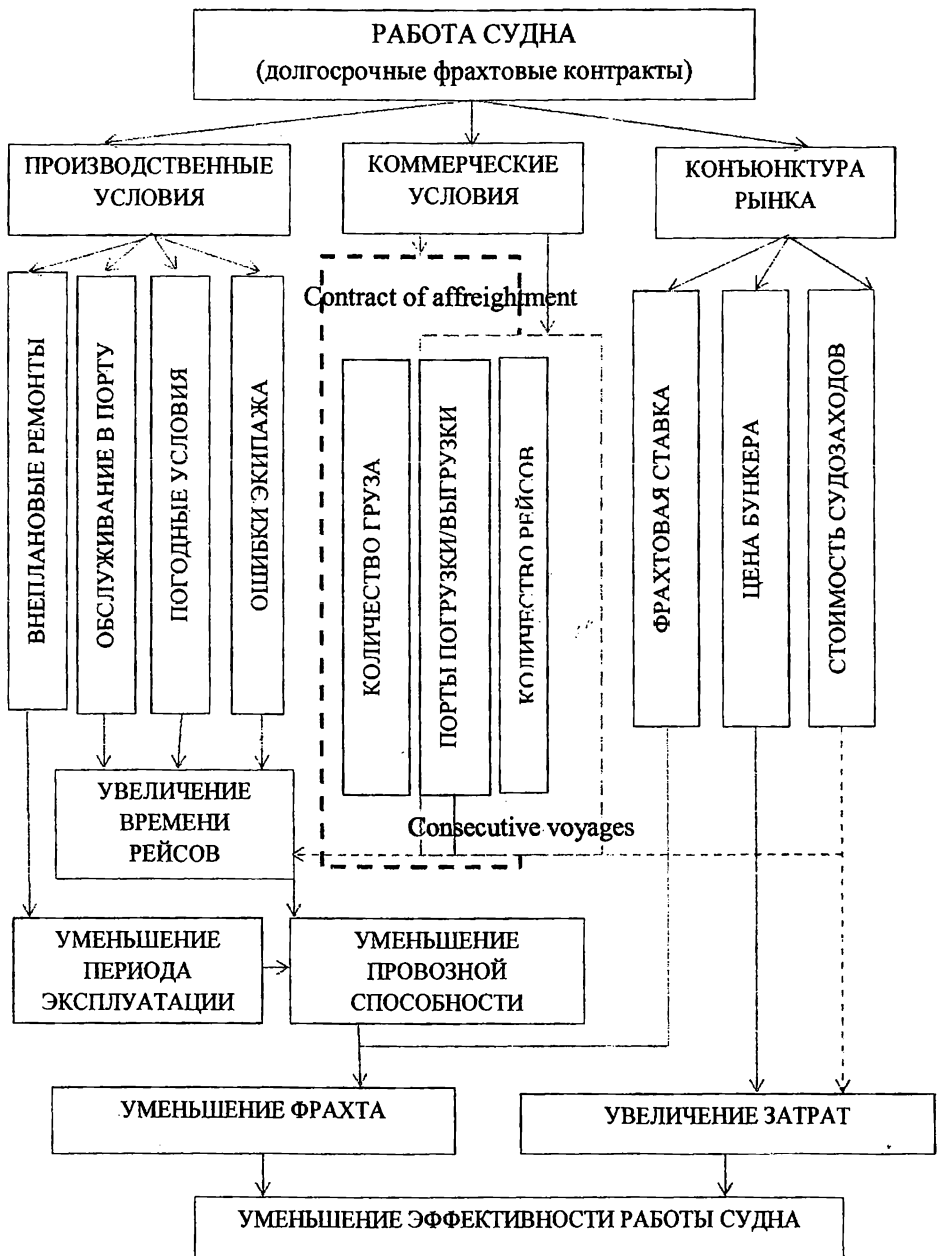 РАБОТА СУДНА
(долгосрочные фрахтовые контракты)
ПРОИЗВОДСТВЕННЫЕ
УСЛОВИЯ
КОММЕРЧЕСКИЕ
УСЛОВИЯ
КОНЪЮНКТУРА
РЫНКА
ВНЕПЛАНОВЫЕ РЕМОНТЫ
ОБСЛУЖИВАНИЕ В ПОРТУ
ПОГОДНЫЕ УСЛОВИЯ
ОШИБКИ ЭКИПАЖА
Contract of affreightment
КОЛИЧЕСТВО ГРУЗА
ПОРТЫ ПОГРУЗКИ/ВЫГРУЗКИ
КОЛИЧЕСТВО РЕЙСОВ
Consecutive voyages
ФРАХТОВАЯ СТАВКА
ЦЕНА БУНКЕРА
СТОИМОСТЬ СУДОЗАХОДОВ
УВЕЛИЧЕНИЕ
ВРЕМЕНИ
РЕЙСОВ
УМЕНЬШЕНИЕ
ПЕРИОДА
ЭКСПЛУАТАЦИИ
УМЕНЬШЕНИЕ
ПРОВОЗНОЙ
СПОСОБНОСТИ
УМЕНЬШЕНИЕ ФРАХТА
УВЕЛИЧЕНИЕ ЗАТРАТ
УМЕНЬШЕНИЕ ЭФФЕКТИВНОСТИ РАБОТЫ СУДНА